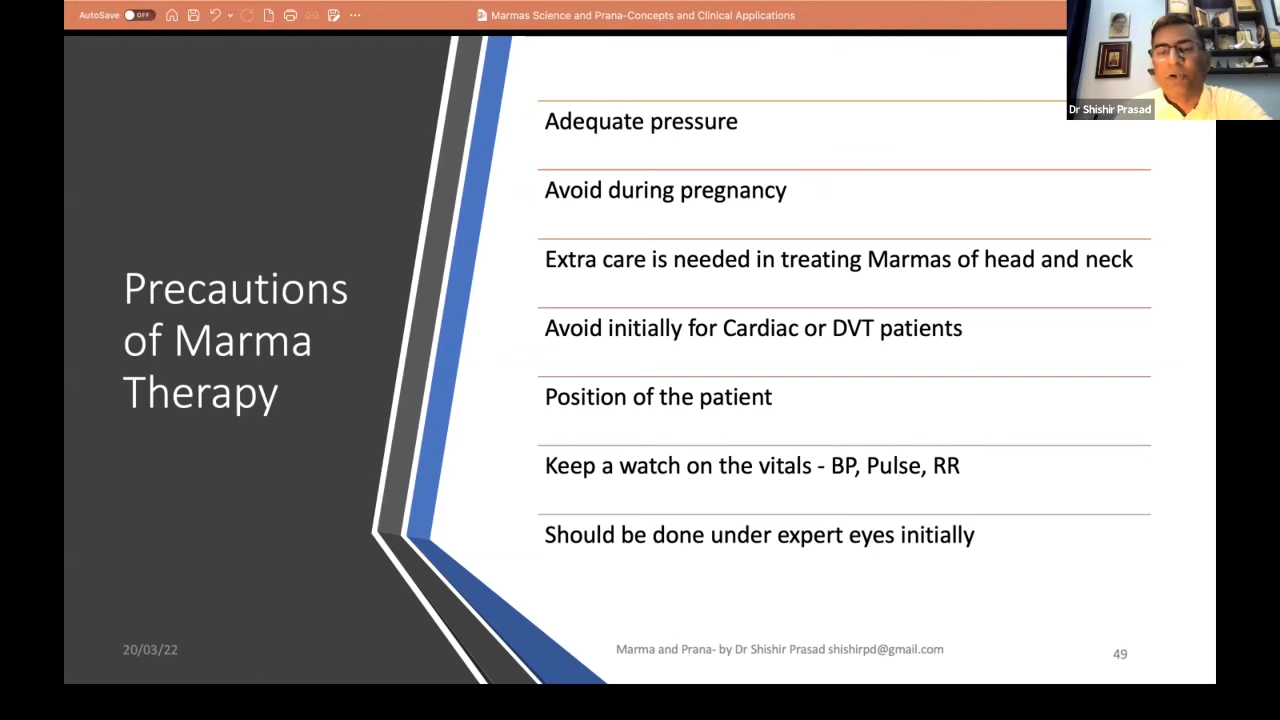 AutoSave OFF
Marmas Science and Prana-Concepts and Clinical Applications
Dr Shishir Prasad
Precautions
of Marma
Therapy
Adequate pressure
Avoid during pregnancy
Extra care is needed in treating Marmas of head and neck
Avoid initially for Cardiac or DVT patients
Position of the patient
Keep a watch on the vitals - BP, Pulse, RR
Should be done under expert eyes initially
20/03/22
Marma and Prana- by Dr Shishir Prasad shishirpd@gmail.com
49